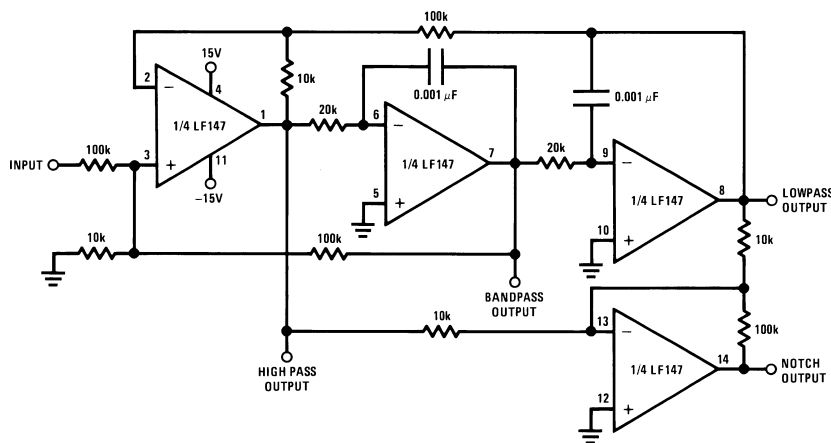 100k
15V
2
4
10k
0.001 μF
0.001 μF
20k
1
6
1/4 LF147
1/4 LF147
7
20k
9
100k
3
INPUT
11
-15V
5
1/4 LF147
8
LOWPASS
OUTPUT
10
10k
10k
100k
BANDPASS
OUTPUT
10k
13
100k
1/4 LF147
14
NOTCH
OUTPUT
HIGH PASS
OUTPUT
12